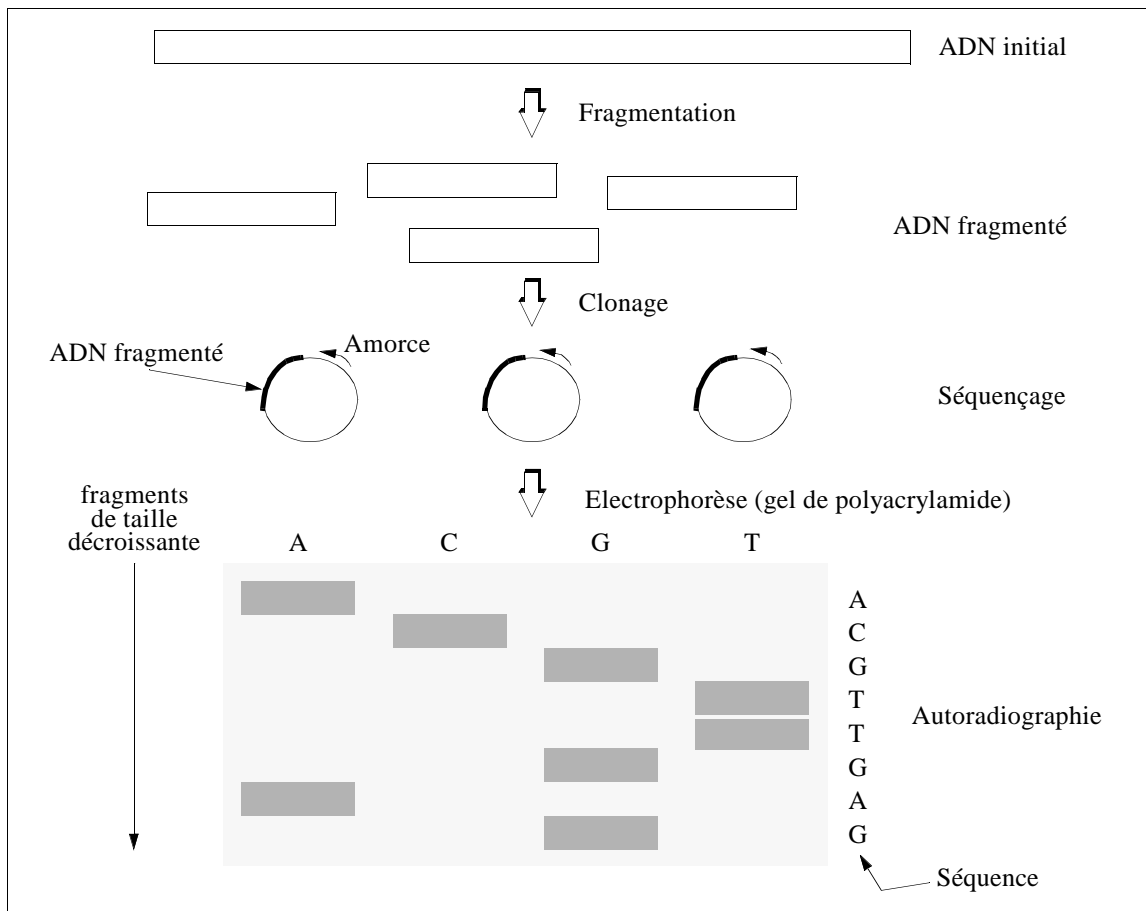 ADN initial
Fragmentation
ADN fragmenté
Clonage
ADN fragmenté
Amorce
Séquençage
fragments
de taille
décroissante
Electrophorèse (gel de polyacrylamide)
A C G T
A
C
G
T
T
G
A
G
Autoradiographie
Séquence